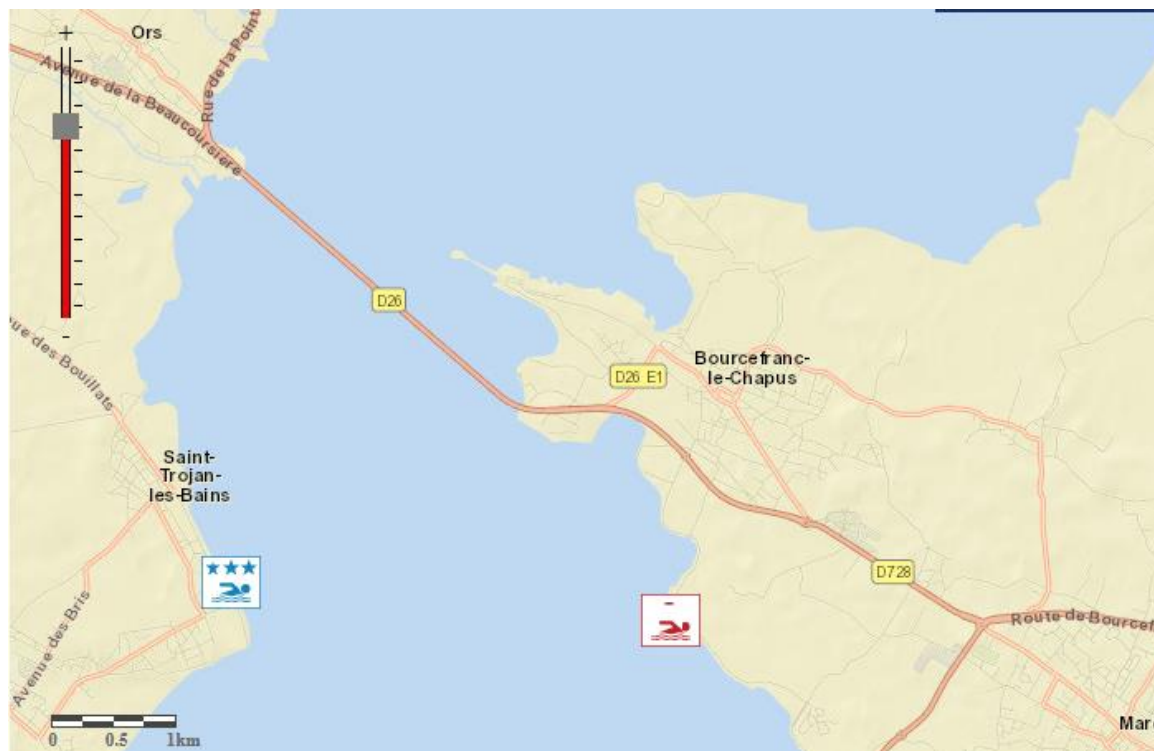 +
Ors
Rue de la Point
Avenue de la Beaucoursière
D26
D26 E1
Bourcefranc-
le-Chapus
ue des Bouillats
Saint-
Trojan-
les-Bains
D728
Route de Bourcef
Avenue des Bris
-
0 0.5 1km
Mar